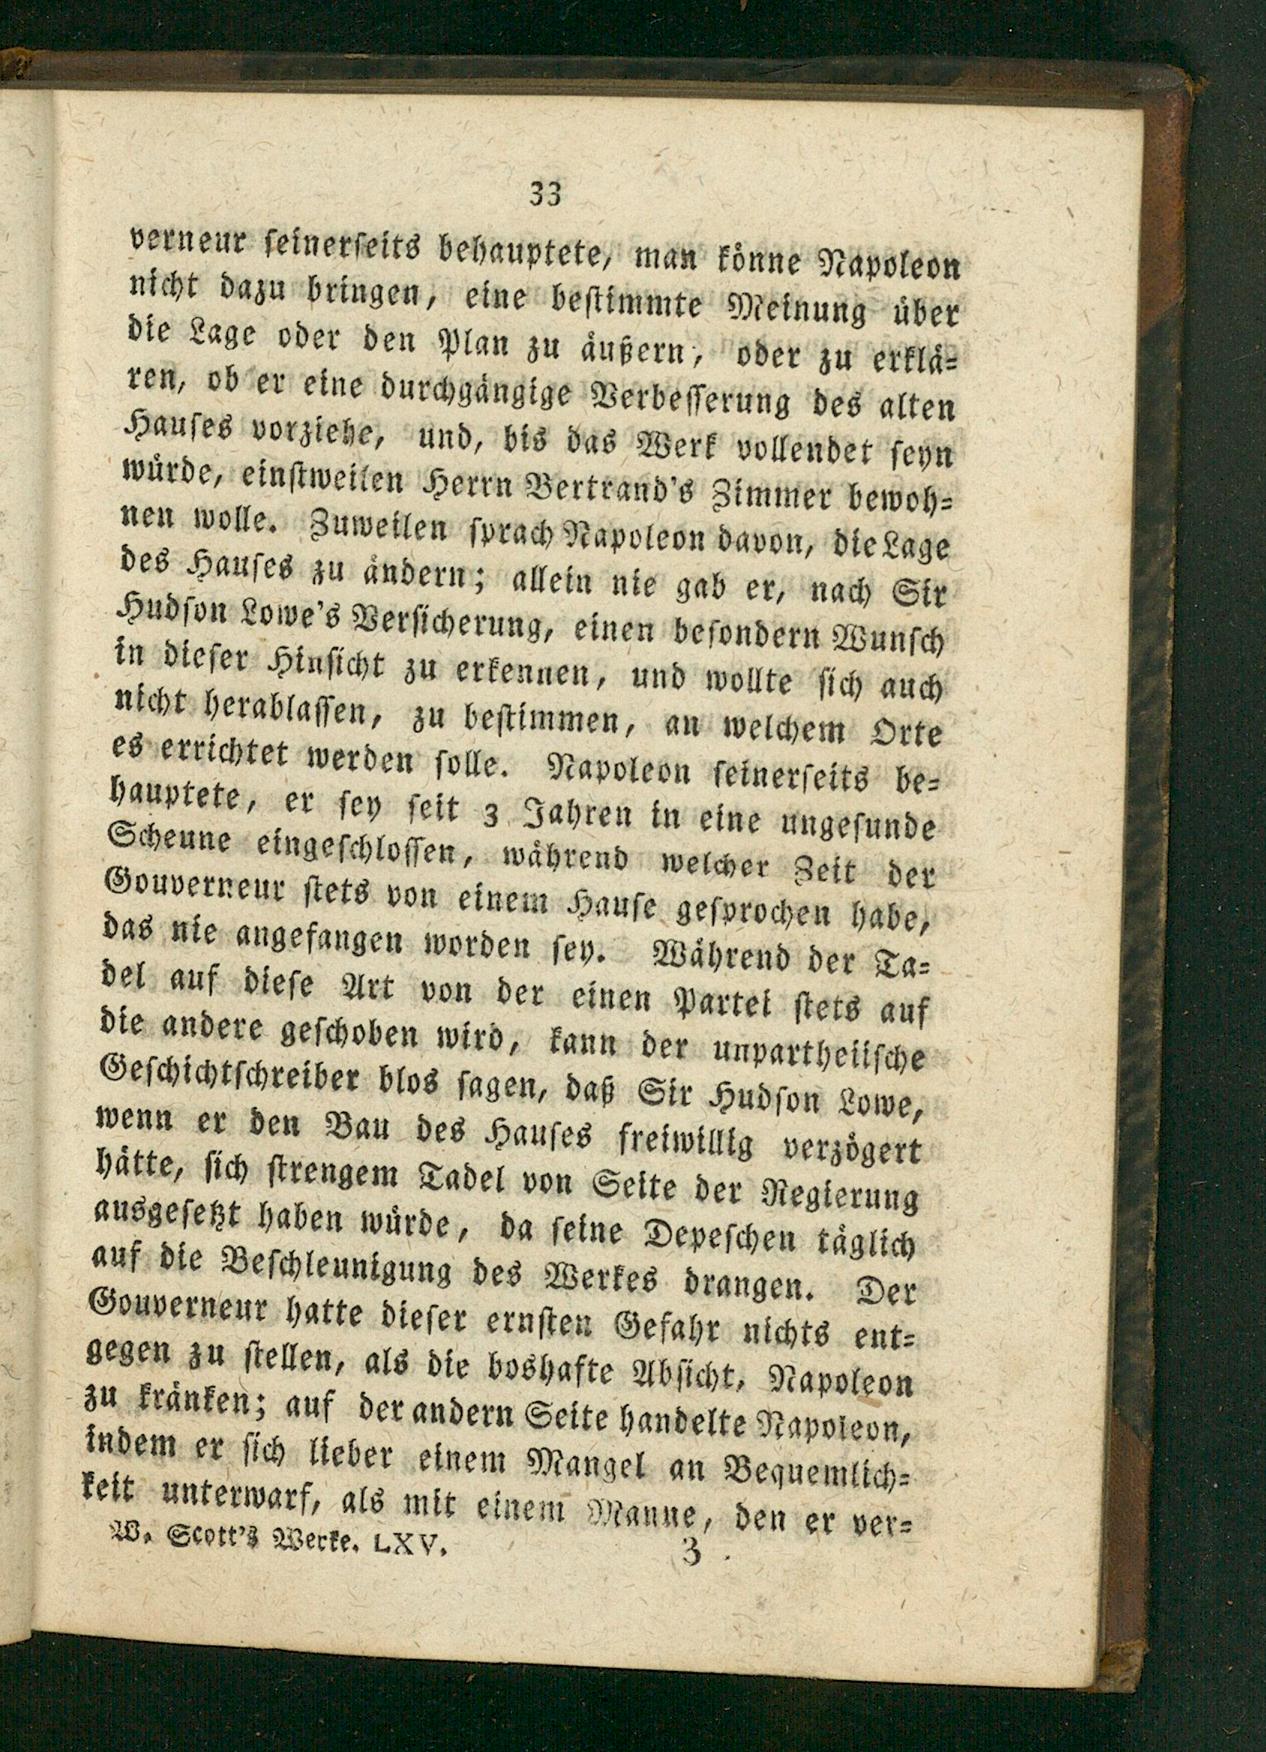 33
verneur ſeinerſeits behauptete, man könne Napoleon
nicht dazu bringen, eine beſtimmte Meinung über
die Lage oder den Plan zu äußern, oder zu erklä-
ren, ob er eine durchgängige Verbeſſerung des alten
Hauſes vorziehe, und, bis das Werk vollendet ſeyn
würde, einſtweilen Herrn Bertrand's Zimmer bewoh-
nen wolle. Zuweilen ſprach Napoleon davon, die Lage
des Hauſes zu ändern; allein nie gab er, nach Sir
Hudſon Lowe's Verſicherung, einen beſondern Wunſch
in dieſer Hinſicht zu erkennen, und wollte ſich auch
nicht herablaſſen, zu beſtimmen, an welchem Orte
es errichtet werden ſolle. Napoleon ſeinerſeits be-
hauptete, er ſey ſeit 3 Jahren in eine ungeſunde
Scheune eingeſchloſſen, während welcher Zeit der
Gouverneur ſtets von einem Hauſe geſprochen habe,
das nie angefangen worden ſey. Während der Ta-
del auf dieſe Art von der einen Partei ſtets auf
die andere geſchoben wird, kann der unpartheiiſche
Geſchichtſchreiber blos ſagen, daß Sir Hudſon Lowe,
wenn er den Bau des Hauſes freiwillig verzögert
hätte, ſich ſtrengem Tadel von Seite der Regierung
ausgeſetzt haben würde, da ſeine Depeſchen täglich
auf die Beſchleunigung des Werkes drangen. Der
Gouverneur hatte dieſer ernſten Gefahr nichts ent-
gegen zu ſtellen, als die boshafte Abſicht, Napoleon
zu kränken; auf der andern Seite handelte Napoleon,
indem er ſich lieber einem Mangel an Bequemlich-
keit unterwarf, als mit einem Manne, den er ver-
W. Scott's Werke. LXV. 3